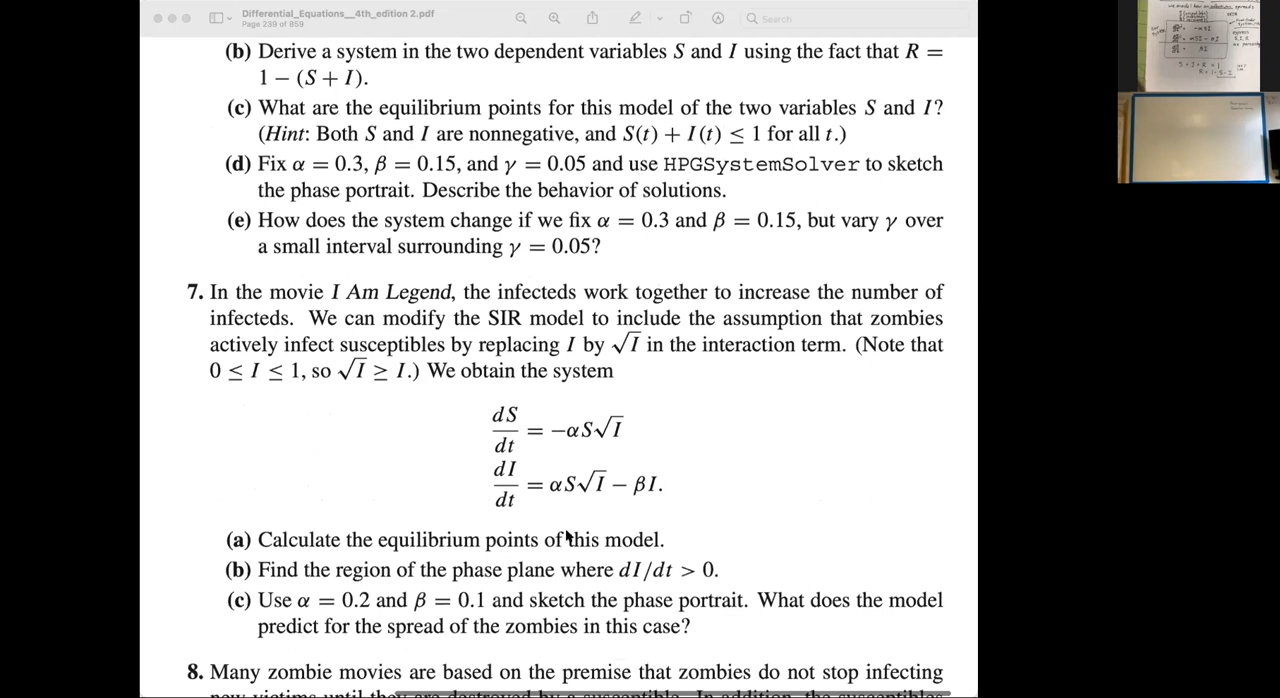 Differential_Equations__4th_edition 2.pdf
Page 239 of 859
Search
(b) Derive a system in the two dependent variables S and I using the fact that R =
1 − (S + I).
(c) What are the equilibrium points for this model of the two variables S and I?
(Hint: Both S and I are nonnegative, and S(t) + I(t) ≤ 1 for all t.)
(d) Fix α = 0.3, β = 0.15, and γ = 0.05 and use HPGSystemSolver to sketch
the phase portrait. Describe the behavior of solutions.
(e) How does the system change if we fix α = 0.3 and β = 0.15, but vary γ over
a small interval surrounding γ = 0.05?
7. In the movie I Am Legend, the infecteds work together to increase the number of
infecteds. We can modify the SIR model to include the assumption that zombies
actively infect susceptibles by replacing I by √I in the interaction term. (Note that
0 ≤ I ≤ 1, so √I ≥ I.) We obtain the system
dS/dt = −αS√I
dI/dt = αS√I − βI.
(a) Calculate the equilibrium points of this model.
(b) Find the region of the phase plane where dI/dt > 0.
(c) Use α = 0.2 and β = 0.1 and sketch the phase portrait. What does the model
predict for the spread of the zombies in this case?
8. Many zombie movies are based on the premise that zombies do not stop infecting